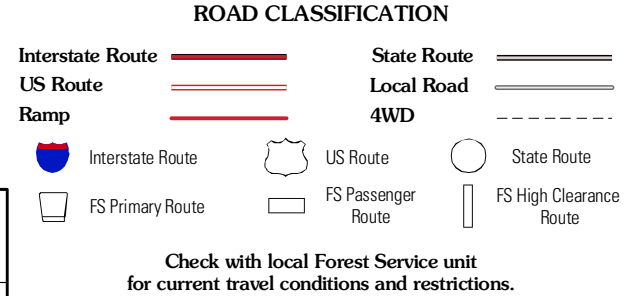 ROAD CLASSIFICATION
Interstate Route
State Route
US Route
Local Road
Ramp
4WD
Interstate Route
US Route
State Route
FS Primary Route
FS Passenger
Route
FS High Clearance
Route
Check with local Forest Service unit
for current travel conditions and restrictions.